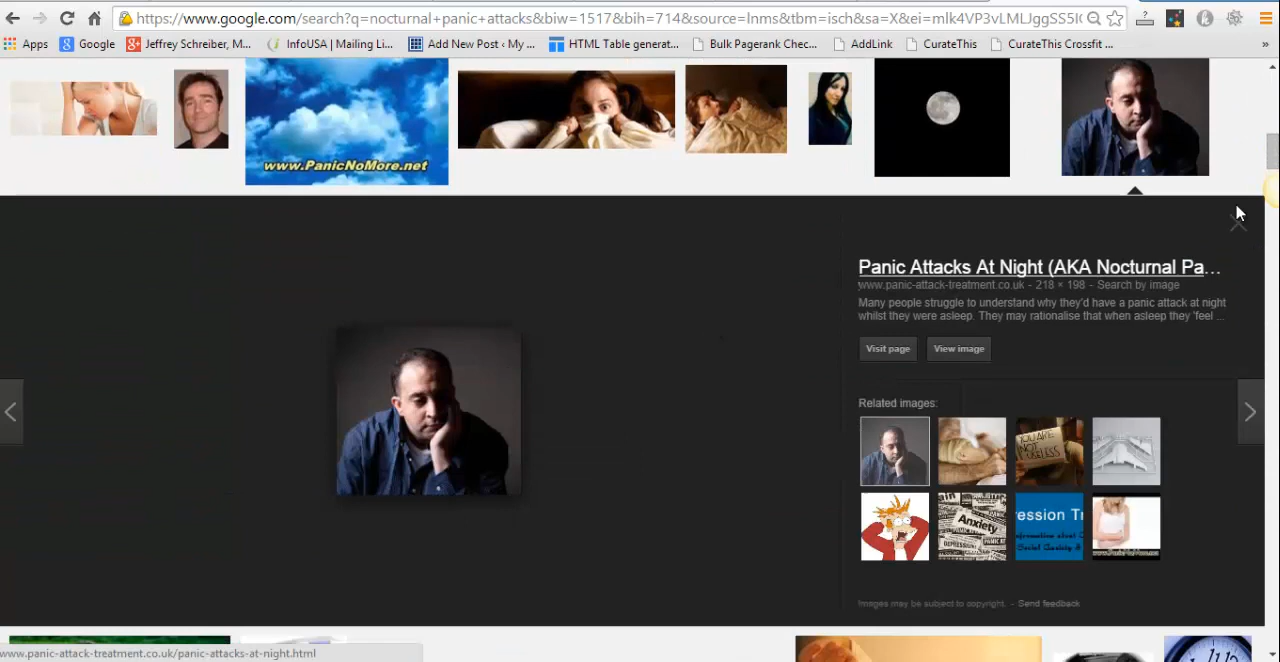 https://www.google.com/search?q=nocturnal+panic+attacks&biw=1517&bih=714&source=lnms&tbm=isch&sa=X&ei=mlk4VP3vLMLJggSS5I
Apps Google Jeffrey Schreiber, M... InfoUSA | Mailing Li... Add New Post ‹ My ... HTML Table generat... Bulk Pagerank Chec... AddLink CurateThis CurateThis Crossfit ... »
www.PanicNoMore.net
Panic Attacks At Night (AKA Nocturnal Pa...
www.panic-attack-treatment.co.uk - 218 × 198 - Search by image
Many people struggle to understand why they'd have a panic attack at night
whilst they were asleep. They may rationalise that when asleep they 'feel ...
Visit page View image
Related images:
YOU ARE
NOT
USELESS
Anxiety
DEPRESSION
ression Tr
Social Anxiety &
www.PanicNoMore.net
Images may be subject to copyright. - Send feedback
www.panic-attack-treatment.co.uk/panic-attacks-at-night.html